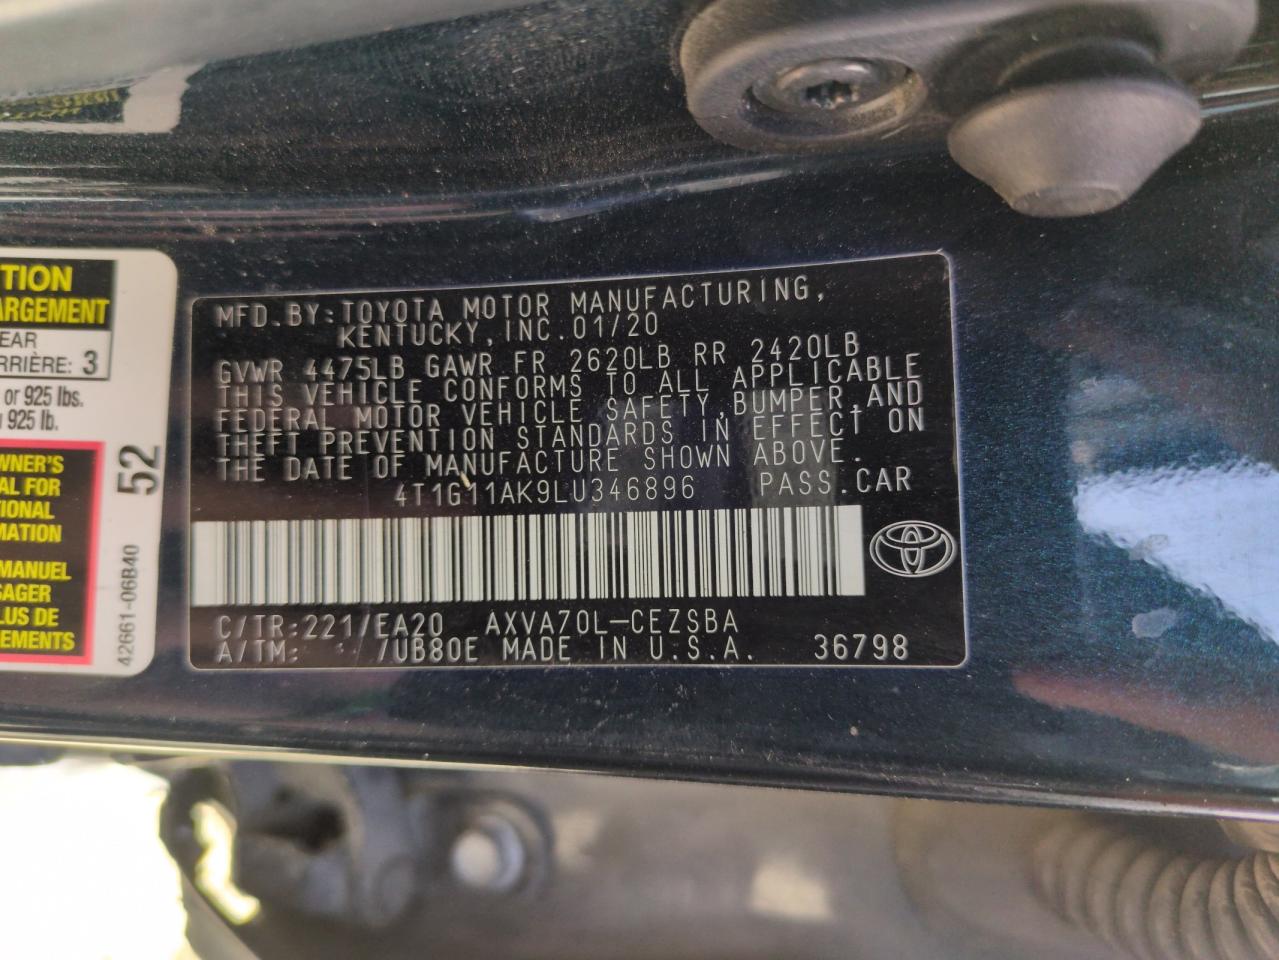 TION
ARGEMENT
EAR
RRIÈRE: 3
or 925 lbs.
925 lb.
WNER'S
AL FOR
TIONAL
MATION
MANUEL
SAGER
LUS DE
EMENTS
52
42661-06B40
MFD.BY:TOYOTA MOTOR MANUFACTURING,
KENTUCKY,INC.01/20
GVWR 4475LB GAWR FR 2620LB RR 2420LB
THIS VEHICLE CONFORMS TO ALL APPLICABLE
FEDERAL MOTOR VEHICLE SAFETY,BUMPER,AND
THEFT PREVENTION STANDARDS IN EFFECT ON
THE DATE OF MANUFACTURE SHOWN ABOVE.
4T1G11AK9LU346896 PASS.CAR
C/TR:221/EA20 AXVA70L-CEZSBA
A/TM: /UB80E MADE IN U.S.A. 36798